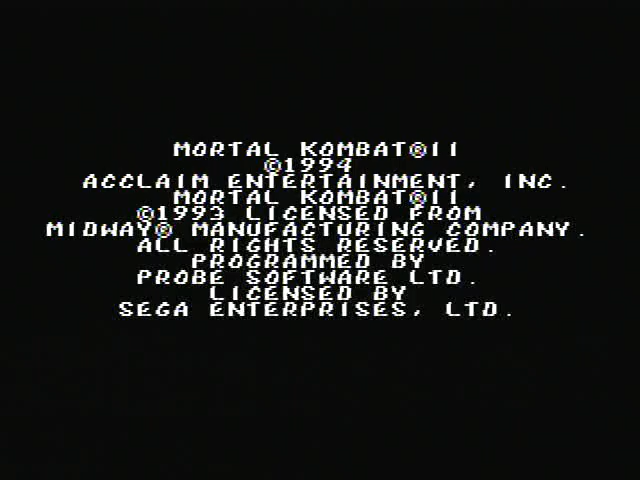 MORTAL KOMBAT®II
©1994
ACCLAIM ENTERTAINMENT, INC.
MORTAL KOMBAT®II
©1993 LICENSED FROM
MIDWAY® MANUFACTURING COMPANY.
ALL RIGHTS RESERVED.
PROGRAMMED BY
PROBE SOFTWARE LTD.
LICENSED BY
SEGA ENTERPRISES, LTD.